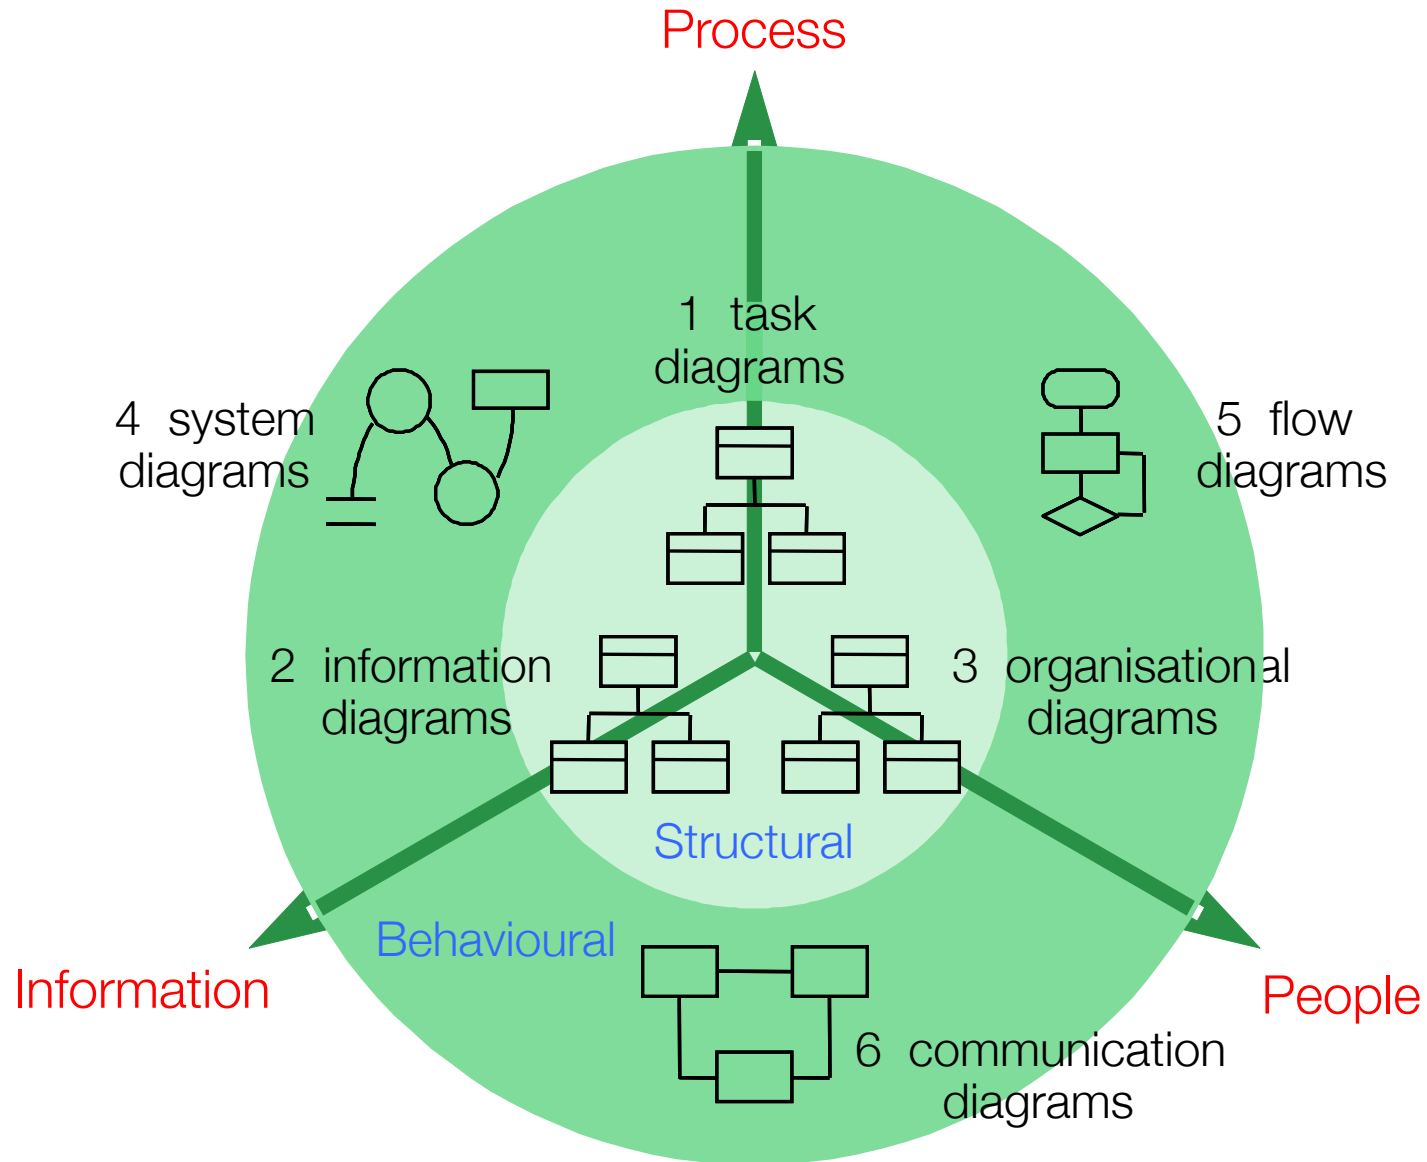 Process
1 task
diagrams
4 system
diagrams
5 flow
diagrams
2 information
diagrams
3 organisational
diagrams
Structural
Behavioural
Information
People
6 communication
diagrams